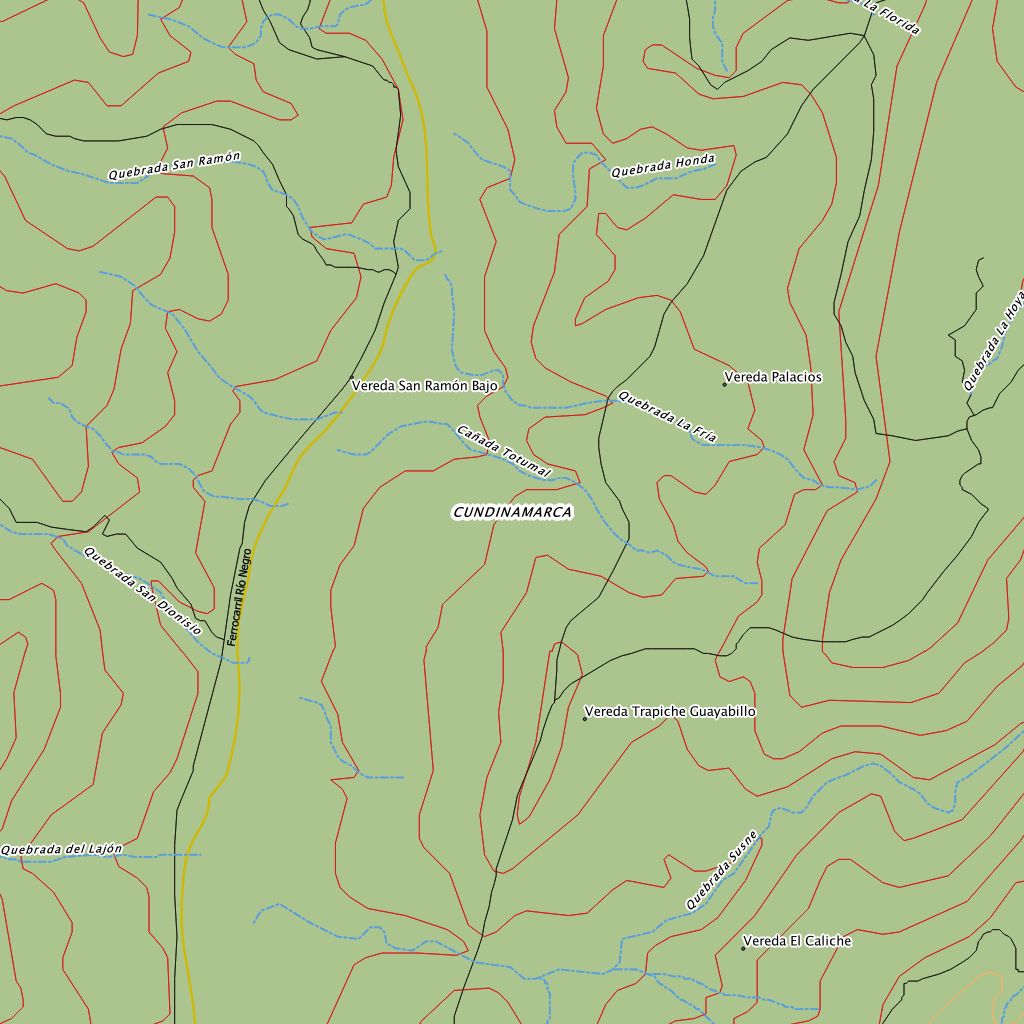 a La Florida
Quebrada San Ramón
Quebrada Honda
Quebrada La Hoya
Vereda San Ramón Bajo
Vereda Palacios
Quebrada La Fría
Cañada Totumal
CUNDINAMARCA
Quebrada San Dionisio
Ferrocarril Río Negro
Vereda Trapiche Guayabillo
Quebrada del Lajón
Quebrada Susne
Vereda El Caliche